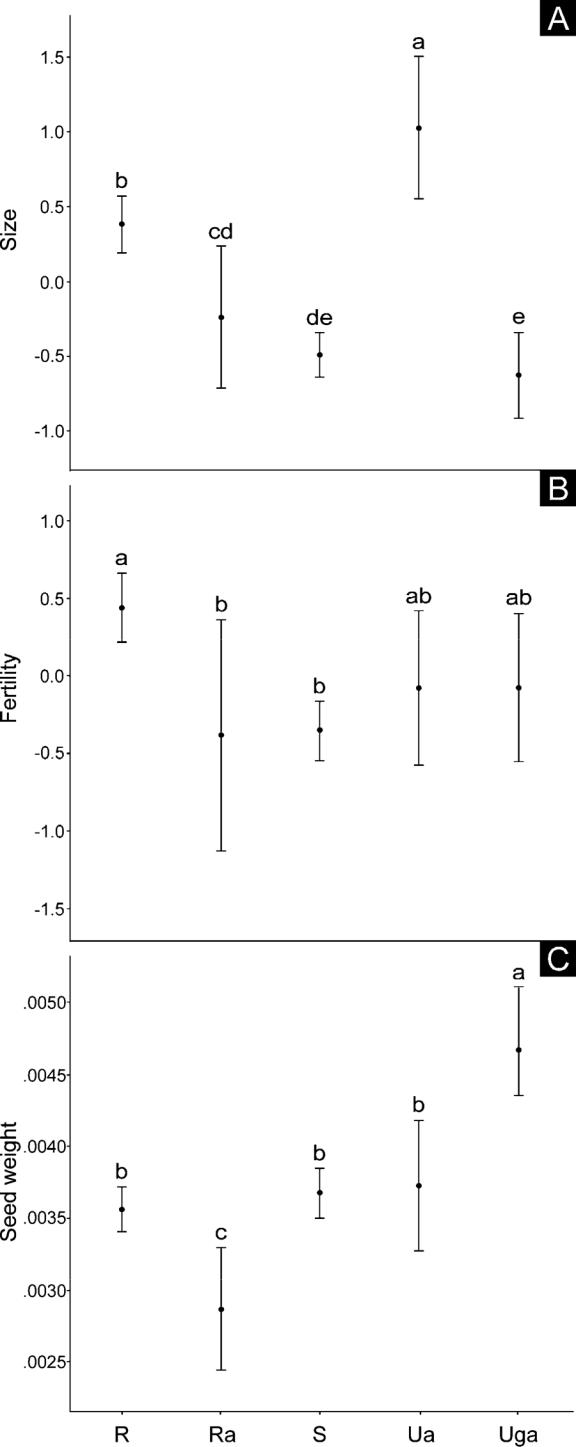 A
a
1.5
1.0
b
0.5
cd
Size
0.0
de
e
-0.5
-1.0
B
1.0
a
0.5
b
ab
ab
Fertility
0.0
b
-0.5
-1.0
-1.5
C
a
.0050
.0045
b
.0040
b
b
Seed weight
.0035
c
.0030
.0025
R Ra S Ua Uga